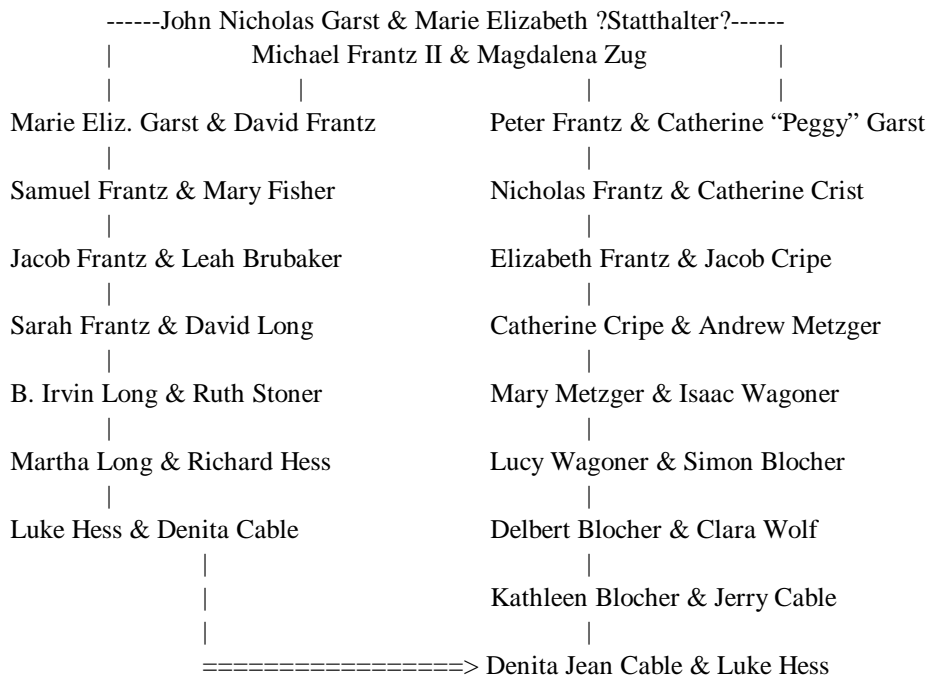 ------John Nicholas Garst & Marie Elizabeth ?Statthalter?------
| Michael Frantz II & Magdalena Zug |
| | | |
Marie Eliz. Garst & David Frantz Peter Frantz & Catherine “Peggy” Garst
| |
Samuel Frantz & Mary Fisher Nicholas Frantz & Catherine Crist
| |
Jacob Frantz & Leah Brubaker Elizabeth Frantz & Jacob Cripe
| |
Sarah Frantz & David Long Catherine Cripe & Andrew Metzger
| |
B. Irvin Long & Ruth Stoner Mary Metzger & Isaac Wagoner
| |
Martha Long & Richard Hess Lucy Wagoner & Simon Blocher
| |
Luke Hess & Denita Cable Delbert Blocher & Clara Wolf
| |
| Kathleen Blocher & Jerry Cable
| |
=================> Denita Jean Cable & Luke Hess